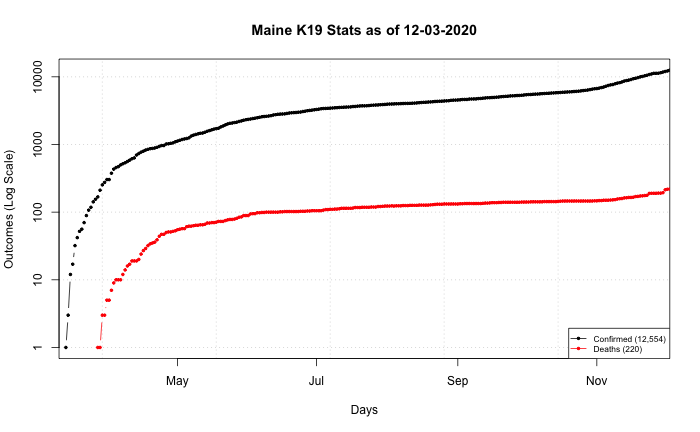 Maine K19 Stats as of 12-03-2020
Outcomes (Log Scale)
10000
1000
100
10
1
May
Jul
Sep
Nov
Days
Confirmed (12,554)
Deaths (220)